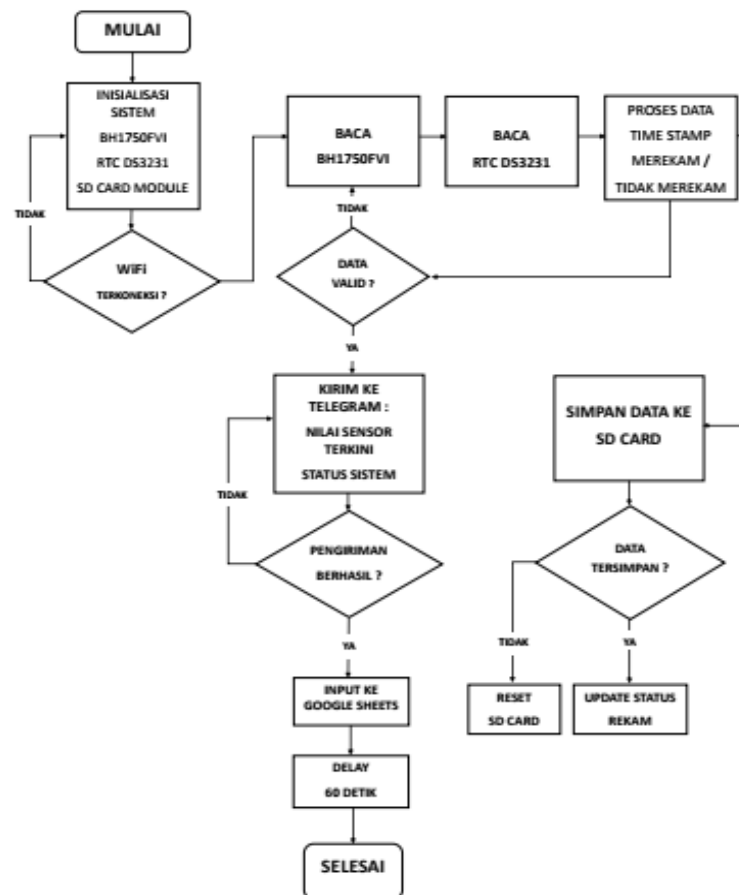 MULAI
INISIALISASI
SISTEM
BH1750FVI
RTC DS3231
SD CARD MODULE
TIDAK
WiFi
TERKONEKSI ?
BACA
BH1750FVI
BACA
RTC DS3231
PROSES DATA
TIME STAMP
MEREKAM /
TIDAK MEREKAM
TIDAK
DATA
VALID ?
YA
KIRIM KE
TELEGRAM :
NILAI SENSOR
TERKINI
STATUS SISTEM
TIDAK
PENGIRIMAN
BERHASIL ?
YA
INPUT KE
GOOGLE SHEETS
DELAY
60 DETIK
SELESAI
SIMPAN DATA KE
SD CARD
DATA
TERSIMPAN ?
TIDAK
YA
RESET
SD CARD
UPDATE STATUS
REKAM